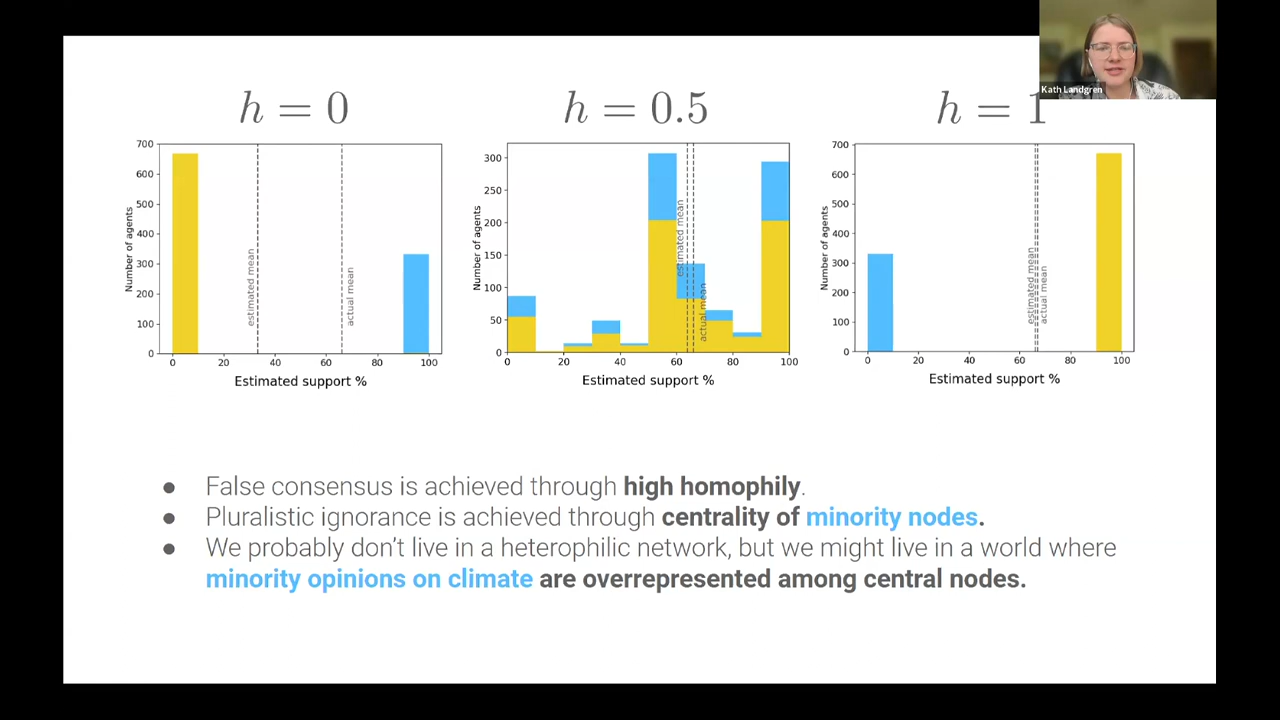 Kath Landgren
h = 0
h = 0.5
h = 1
700
600
500
400
300
200
100
0
Number of agents
estimated mean
actual mean
0 20 40 60 80 100
Estimated support %
300
250
200
150
100
50
0
Number of agents
estimated mean
actual mean
0 20 40 60 80 100
Estimated support %
700
600
500
400
300
200
100
0
Number of agents
estimated mean
actual mean
0 20 40 60 80 100
Estimated support %
● False consensus is achieved through high homophily.
● Pluralistic ignorance is achieved through centrality of minority nodes.
● We probably don’t live in a heterophilic network, but we might live in a world where
minority opinions on climate are overrepresented among central nodes.